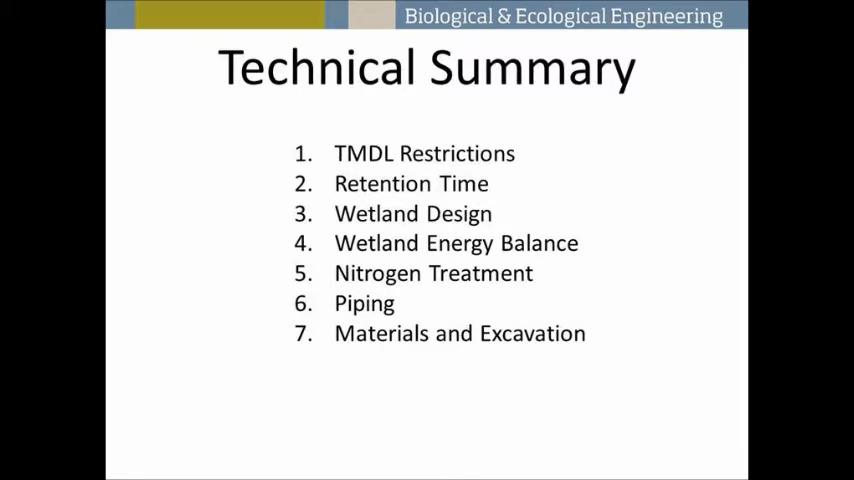 Biological & Ecological Engineering
Technical Summary
1. TMDL Restrictions
2. Retention Time
3. Wetland Design
4. Wetland Energy Balance
5. Nitrogen Treatment
6. Piping
7. Materials and Excavation